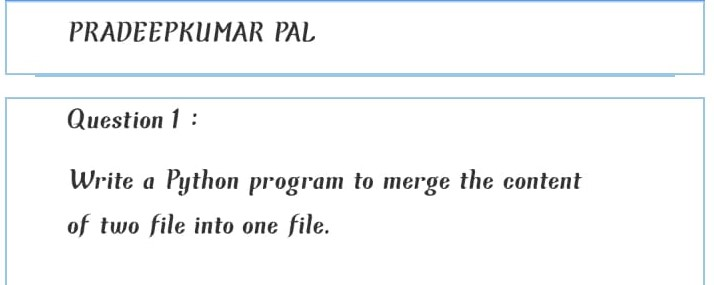 PRADEEPKUMAR PAL
Question 1 :
Write a Python program to merge the content
of two file into one file.